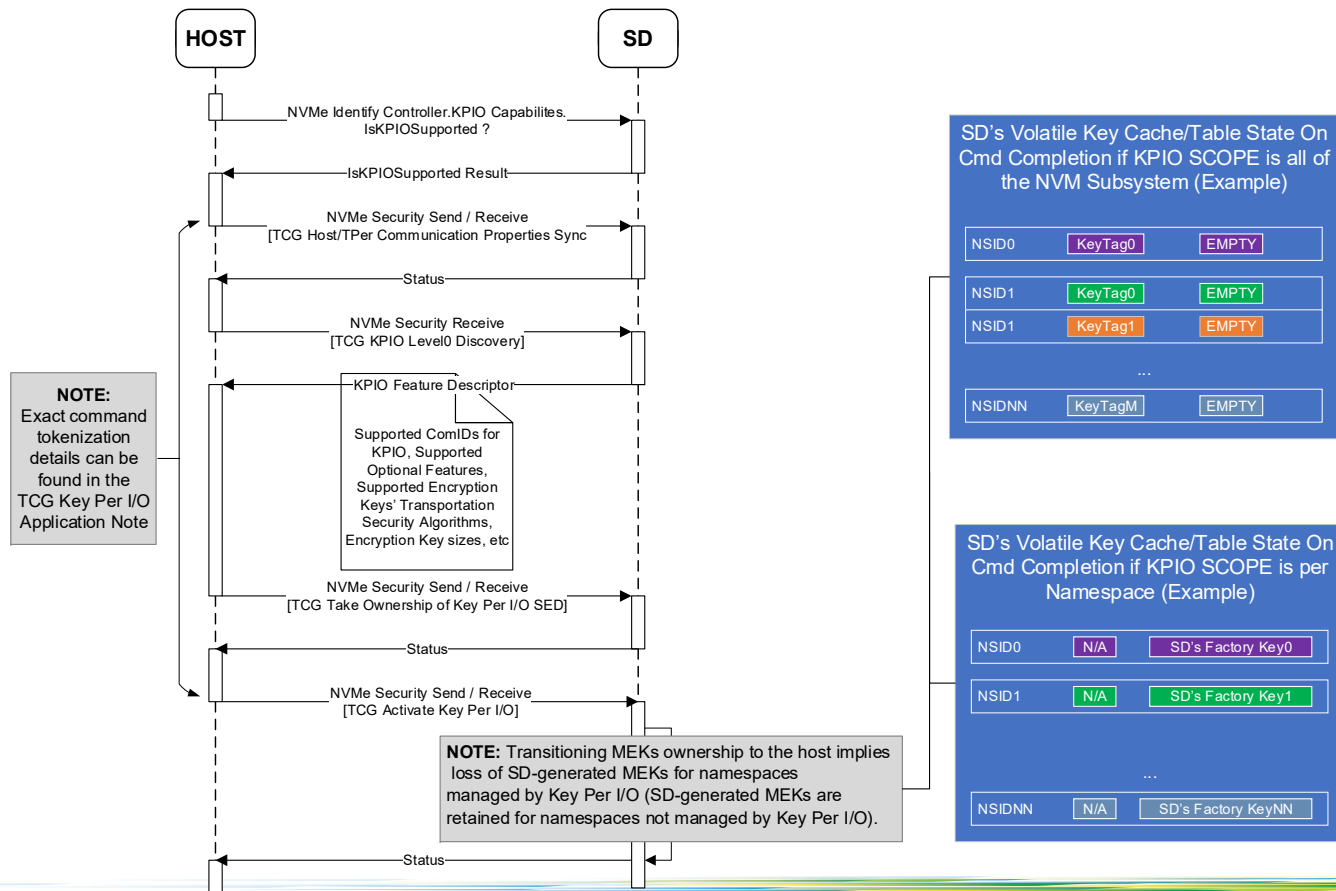 HOST
SD
NVMe Identify Controller.KPIO Capabilites.
IsKPIOSupported ?
IsKPIOSupported Result
NVMe Security Send / Receive
[TCG Host/TPer Communication Properties Sync
Status
NVMe Security Receive
[TCG KPIO Level0 Discovery]
KPIO Feature Descriptor
Supported ComIDs for
KPIO, Supported
Optional Features,
Supported Encryption
Keys' Transportation
Security Algorithms,
Encryption Key sizes, etc
NVMe Security Send / Receive
[TCG Take Ownership of Key Per I/O SED]
Status
NVMe Security Send / Receive
[TCG Activate Key Per I/O]
NOTE: Transitioning MEKs ownership to the host implies
loss of SD-generated MEKs for namespaces
managed by Key Per I/O (SD-generated MEKs are
retained for namespaces not managed by Key Per I/O).
Status
NOTE:
Exact command
tokenization
details can be
found in the
TCG Key Per I/O
Application Note
SD's Volatile Key Cache/Table State On
Cmd Completion if KPIO SCOPE is all of
the NVM Subsystem (Example)
NSID0 KeyTag0 EMPTY
NSID1 KeyTag0 EMPTY
NSID1 KeyTag1 EMPTY
...
NSIDNN KeyTagM EMPTY
SD's Volatile Key Cache/Table State On
Cmd Completion if KPIO SCOPE is per
Namespace (Example)
NSID0 N/A SD's Factory Key0
NSID1 N/A SD's Factory Key1
...
NSIDNN N/A SD's Factory KeyNN